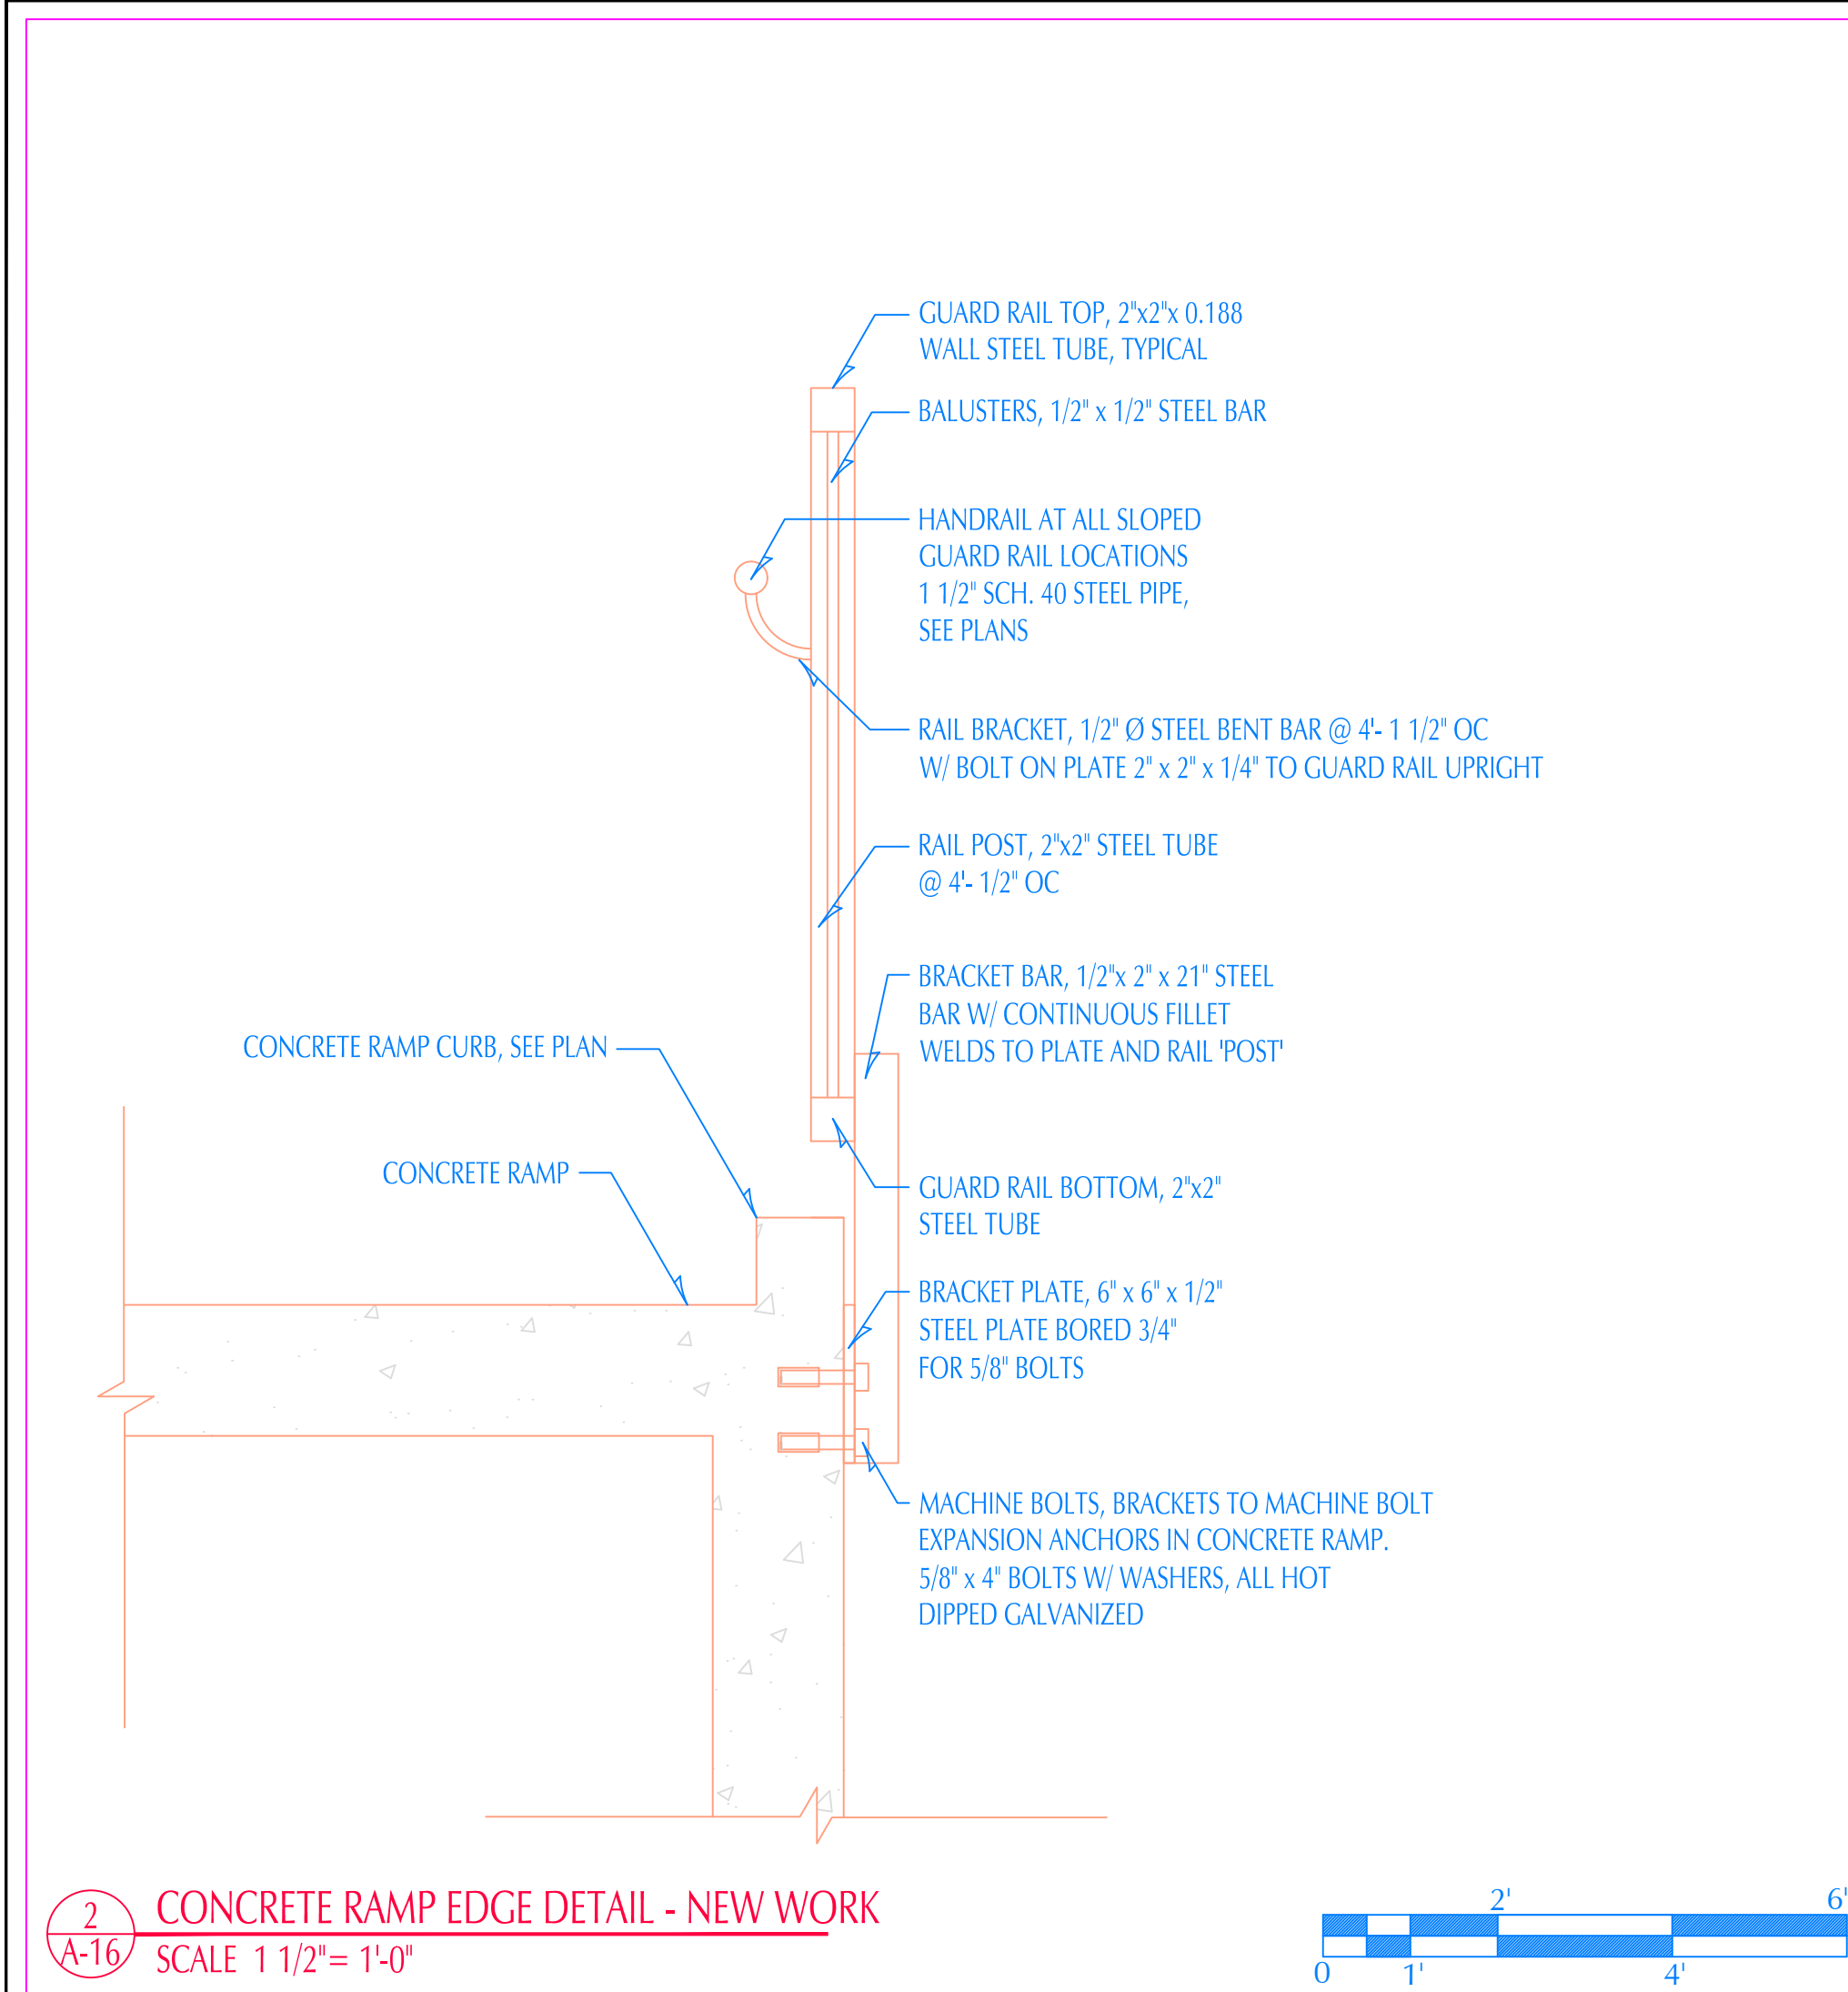 GUARD RAIL TOP, 2"x2"x 0.188
WALL STEEL TUBE, TYPICAL
BALUSTERS, 1/2" x 1/2" STEEL BAR
HANDRAIL AT ALL SLOPED
GUARD RAIL LOCATIONS
1 1/2" SCH. 40 STEEL PIPE,
SEE PLANS
RAIL BRACKET, 1/2" Ø STEEL BENT BAR @ 4'- 1 1/2" OC
W/ BOLT ON PLATE 2" x 2" x 1/4" TO GUARD RAIL UPRIGHT
RAIL POST, 2"x2" STEEL TUBE
@ 4'- 1/2" OC
BRACKET BAR, 1/2"x 2" x 21" STEEL
BAR W/ CONTINUOUS FILLET
WELDS TO PLATE AND RAIL 'POST'
CONCRETE RAMP CURB, SEE PLAN
CONCRETE RAMP
GUARD RAIL BOTTOM, 2"x2"
STEEL TUBE
BRACKET PLATE, 6" x 6" x 1/2"
STEEL PLATE BORED 3/4"
FOR 5/8" BOLTS
MACHINE BOLTS, BRACKETS TO MACHINE BOLT
EXPANSION ANCHORS IN CONCRETE RAMP.
5/8" x 4" BOLTS W/ WASHERS, ALL HOT
DIPPED GALVANIZED
2
A-16
CONCRETE RAMP EDGE DETAIL - NEW WORK
SCALE 1 1/2"= 1'-0"
2' 6'
0 1' 4'